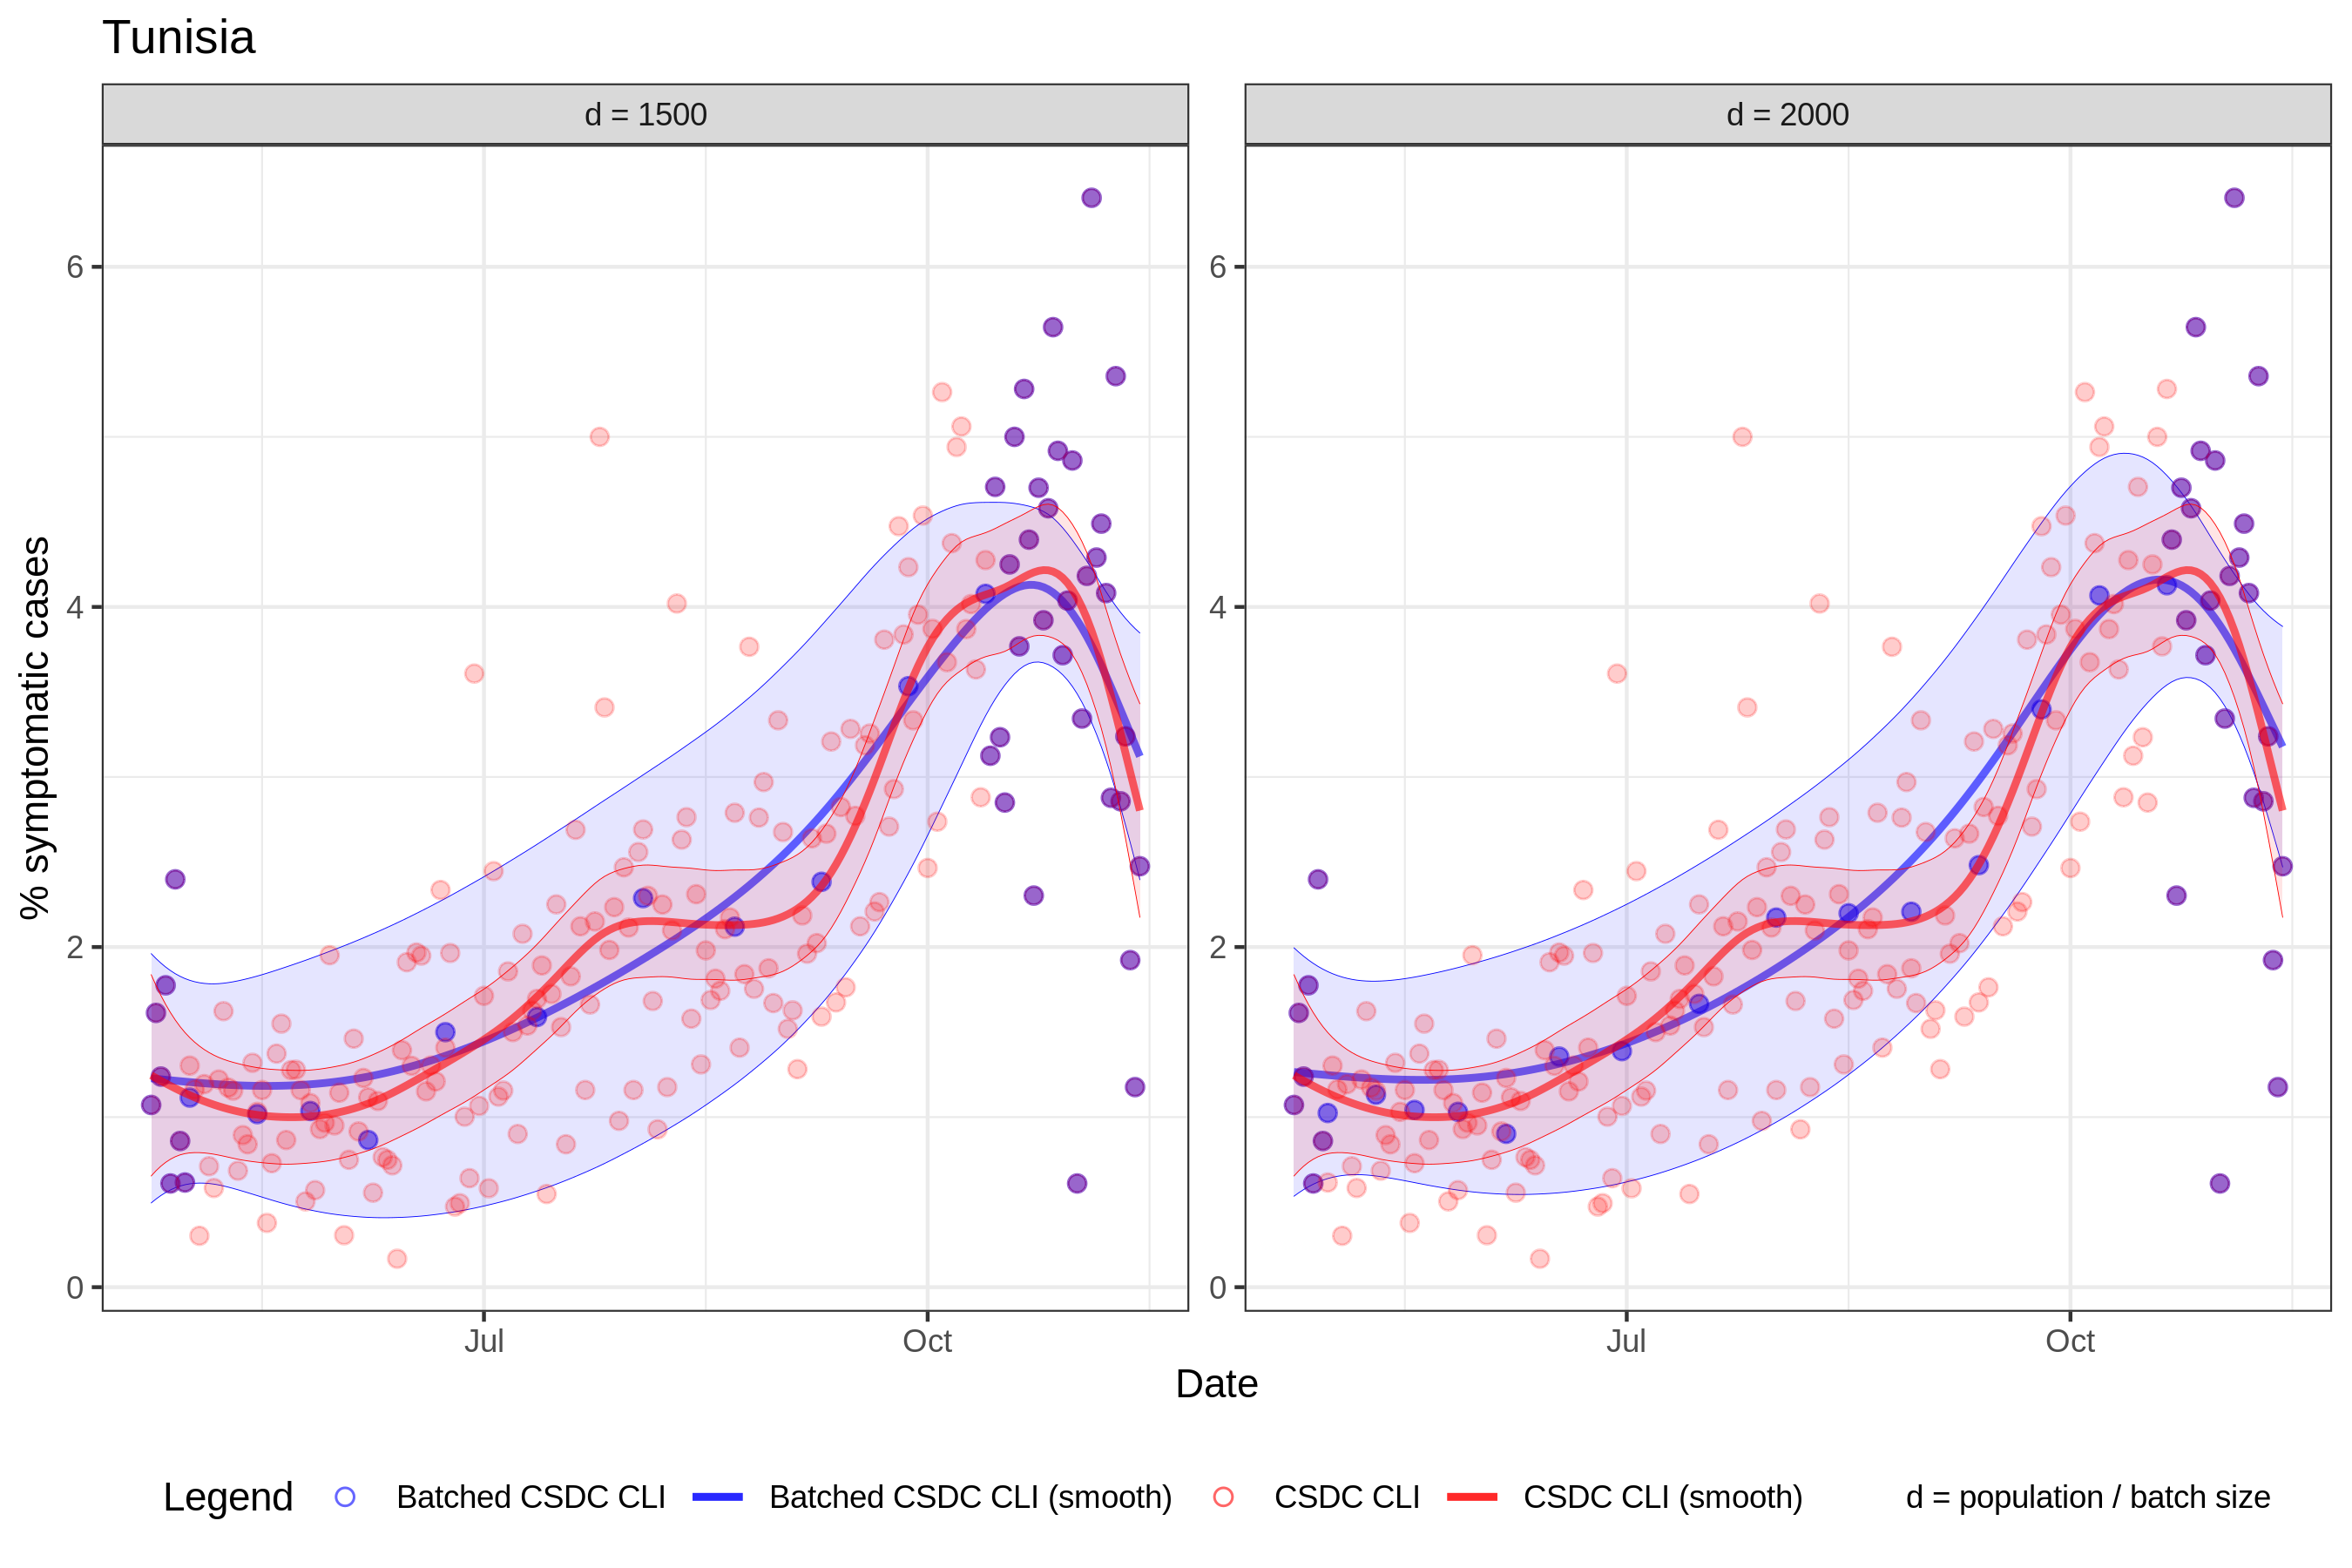 Tunisia
d = 1500
d = 2000
% symptomatic cases
6
4
2
0
6
4
2
0
Jul
Oct
Jul
Oct
Date
Legend
Batched CSDC CLI
Batched CSDC CLI (smooth)
CSDC CLI
CSDC CLI (smooth)
d = population / batch size